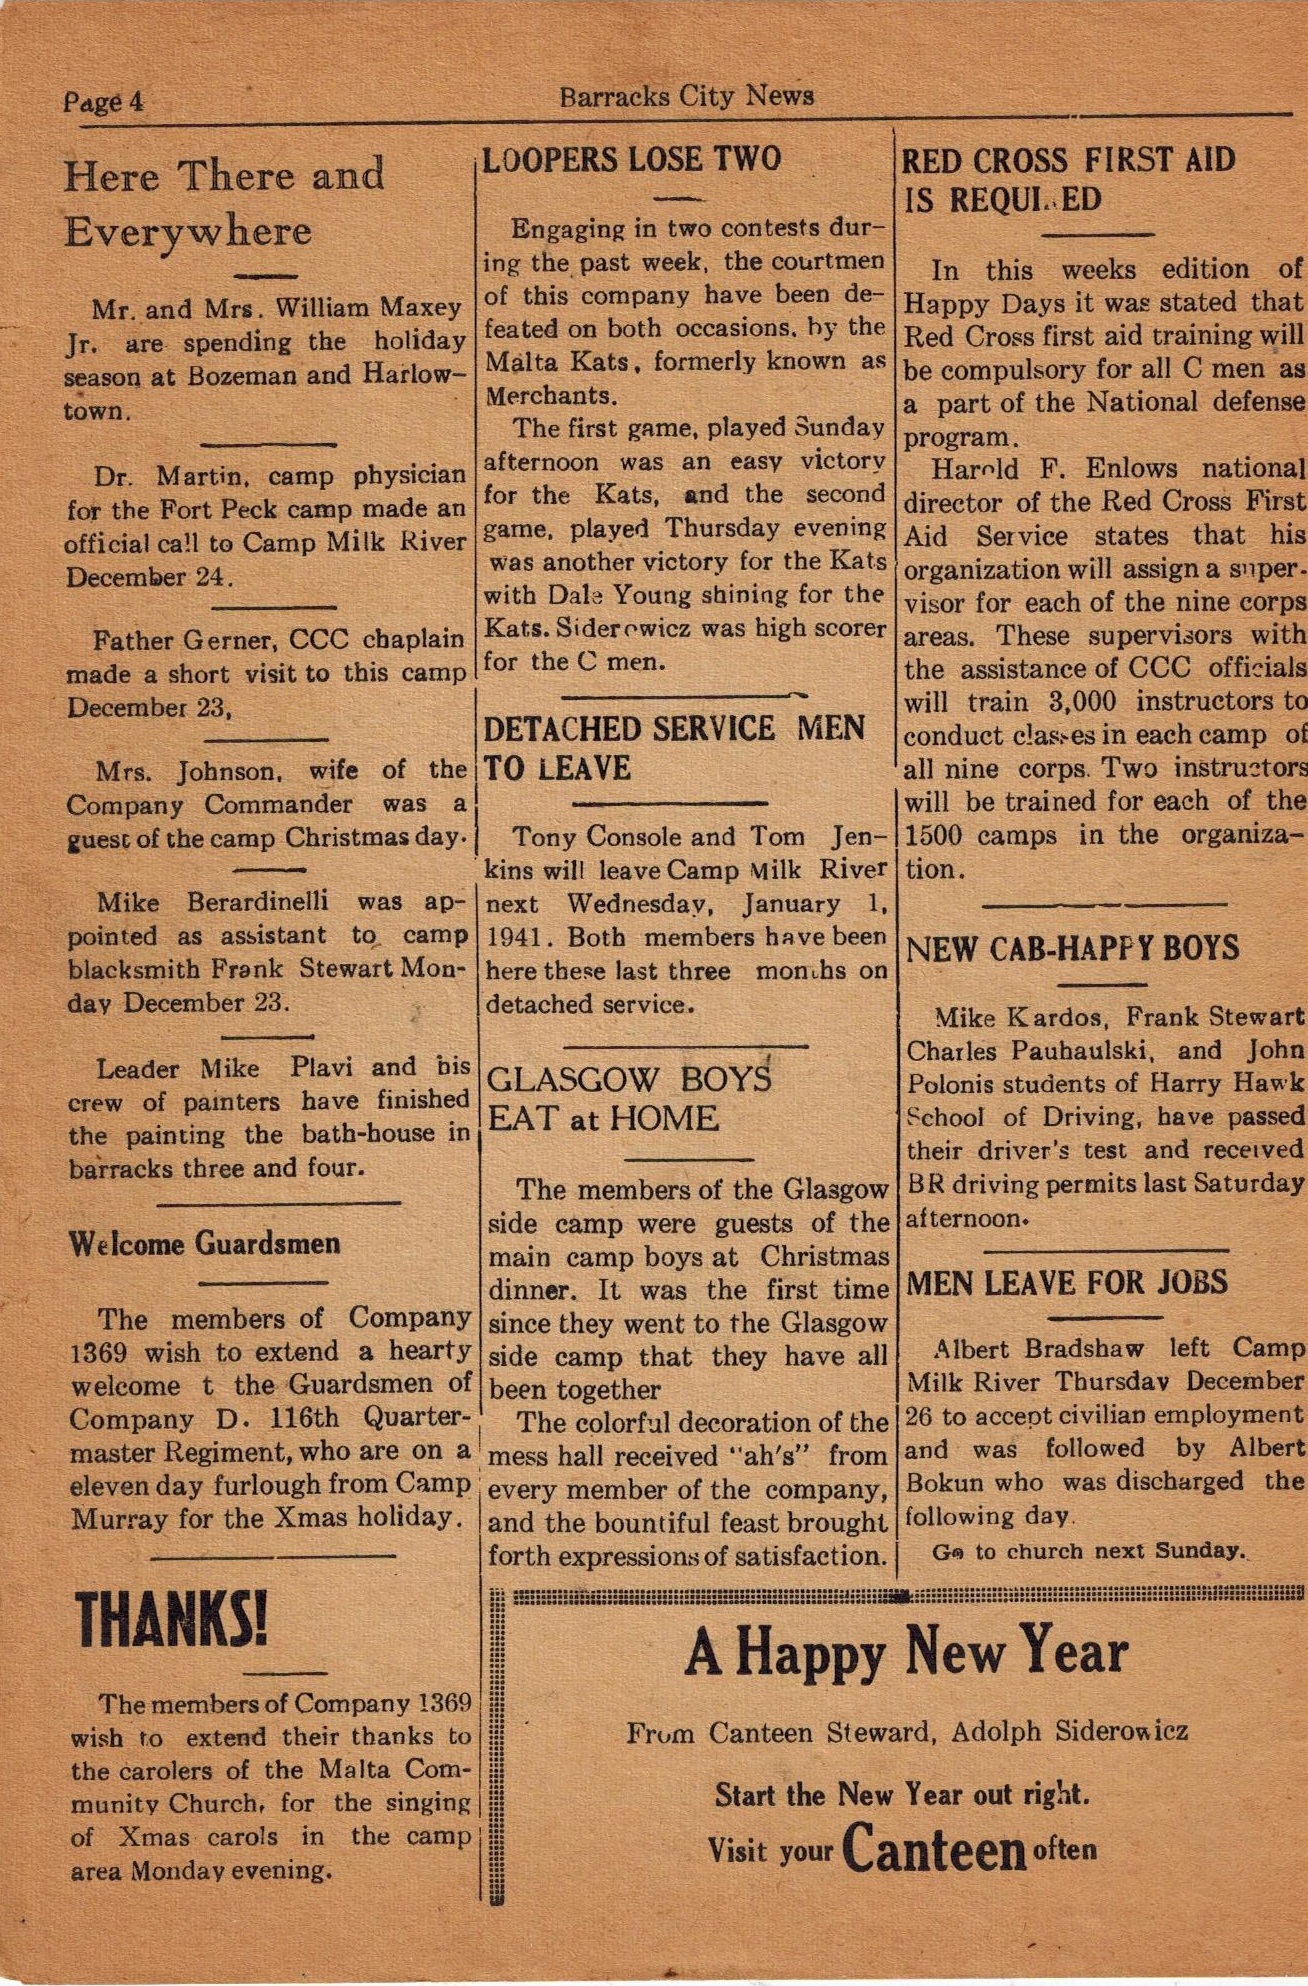 Page 4
Barracks City News
Here There and
Everywhere
Mr. and Mrs. William Maxey
Jr. are spending the holiday
season at Bozeman and Harlow-
town.
Dr. Martin, camp physician
for the Fort Peck camp made an
official call to Camp Milk River
December 24.
Father Gerner, CCC chaplain
made a short visit to this camp
December 23,
Mrs. Johnson, wife of the
Company Commander was a
guest of the camp Christmas day.
Mike Berardinelli was ap-
pointed as assistant to camp
blacksmith Frank Stewart Mon-
day December 23.
Leader Mike Plavi and his
crew of painters have finished
the painting the bath-house in
barracks three and four.
Welcome Guardsmen
The members of Company
1369 wish to extend a hearty
welcome t the Guardsmen of
Company D. 116th Quarter-
master Regiment, who are on a
eleven day furlough from Camp
Murray for the Xmas holiday.
THANKS!
The members of Company 1369
wish to extend their thanks to
the carolers of the Malta Com-
munity Church, for the singing
of Xmas carols in the camp
area Monday evening.
LOOPERS LOSE TWO
Engaging in two contests dur-
ing the past week, the courtmen
of this company have been de-
feated on both occasions, by the
Malta Kats, formerly known as
Merchants.
The first game, played Sunday
afternoon was an easy victory
for the Kats, and the second
game, played Thursday evening
was another victory for the Kats
with Dale Young shining for the
Kats. Siderowicz was high scorer
for the C men.
DETACHED SERVICE MEN
TO LEAVE
Tony Console and Tom Jen-
kins will leave Camp Milk River
next Wednesday, January 1,
1941. Both members have been
here these last three months on
detached service.
GLASGOW BOYS
EAT at HOME
The members of the Glasgow
side camp were guests of the
main camp boys at Christmas
dinner. It was the first time
since they went to the Glasgow
side camp that they have all
been together
The colorful decoration of the
mess hall received "ah's" from
every member of the company,
and the bountiful feast brought
forth expressions of satisfaction.
RED CROSS FIRST AID
IS REQUIRED
In this weeks edition of
Happy Days it was stated that
Red Cross first aid training will
be compulsory for all C men as
a part of the National defense
program.
Harold F. Enlows national
director of the Red Cross First
Aid Service states that his
organization will assign a super-
visor for each of the nine corps
areas. These supervisors with
the assistance of CCC officials
will train 3,000 instructors to
conduct classes in each camp of
all nine corps. Two instructors
will be trained for each of the
1500 camps in the organiza-
tion.
NEW CAB-HAPPY BOYS
Mike Kardos, Frank Stewart
Charles Pauhaulski, and John
Polonis students of Harry Hawk
School of Driving, have passed
their driver's test and received
BR driving permits last Saturday
afternoon.
MEN LEAVE FOR JOBS
Albert Bradshaw left Camp
Milk River Thursday December
26 to accept civilian employment
and was followed by Albert
Bokun who was discharged the
following day.
Go to church next Sunday.
A Happy New Year
From Canteen Steward, Adolph Siderowicz
Start the New Year out right.
Visit your Canteen often